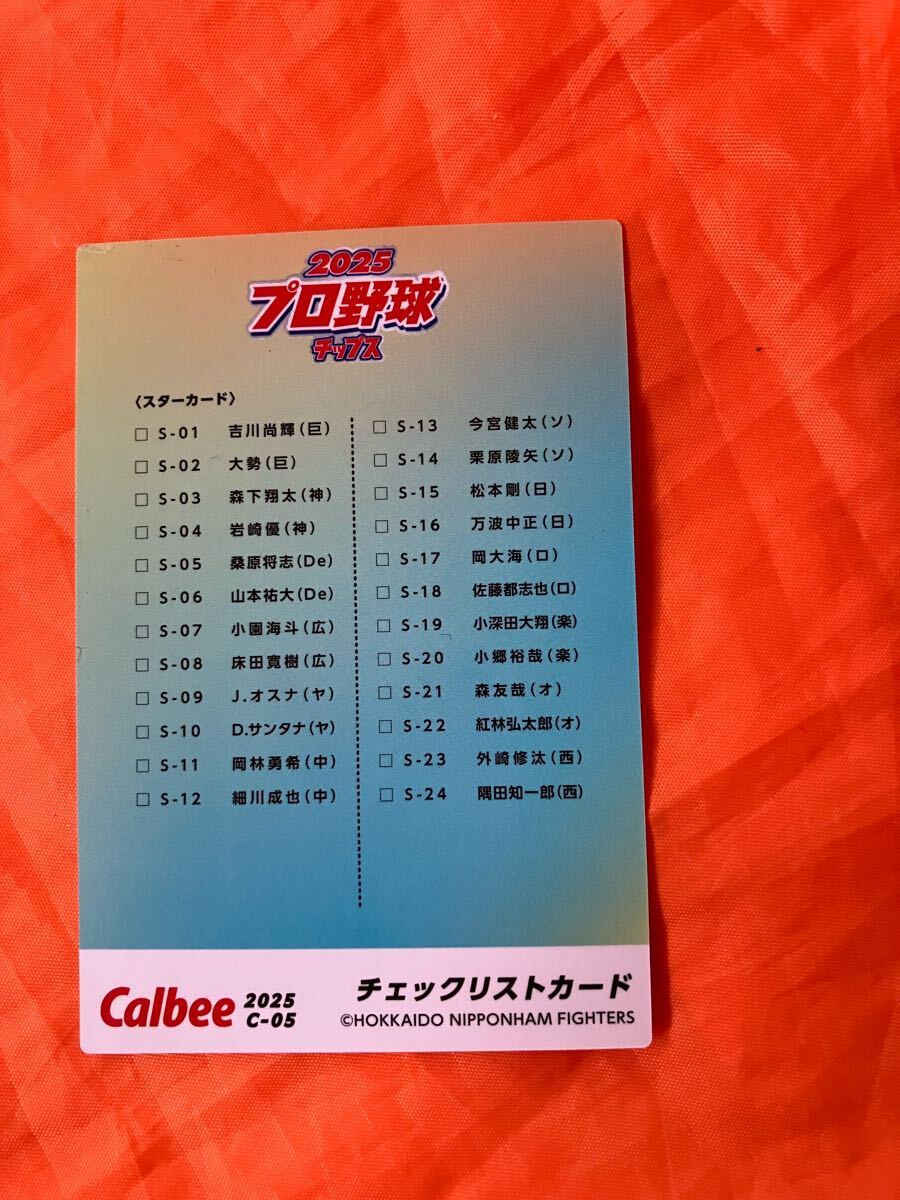 2025
プロ野球
チップス
〈スターカード〉
□ S-01 吉川尚輝(巨)
□ S-02 大勢(巨)
□ S-03 森下翔太(神)
□ S-04 岩崎優(神)
□ S-05 桑原将志(De)
□ S-06 山本祐大(De)
□ S-07 小園海斗(広)
□ S-08 床田寛樹(広)
□ S-09 J.オスナ(ヤ)
□ S-10 D.サンタナ(ヤ)
□ S-11 岡林勇希(中)
□ S-12 細川成也(中)
□ S-13 今宮健太(ソ)
□ S-14 栗原陵矢(ソ)
□ S-15 松本剛(日)
□ S-16 万波中正(日)
□ S-17 岡大海(ロ)
□ S-18 佐藤都志也(ロ)
□ S-19 小深田大翔(楽)
□ S-20 小郷裕哉(楽)
□ S-21 森友哉(オ)
□ S-22 紅林弘太郎(オ)
□ S-23 外崎修汰(西)
□ S-24 隅田知一郎(西)
Calbee 2025
C-05
チェックリストカード
©HOKKAIDO NIPPONHAM FIGHTERS